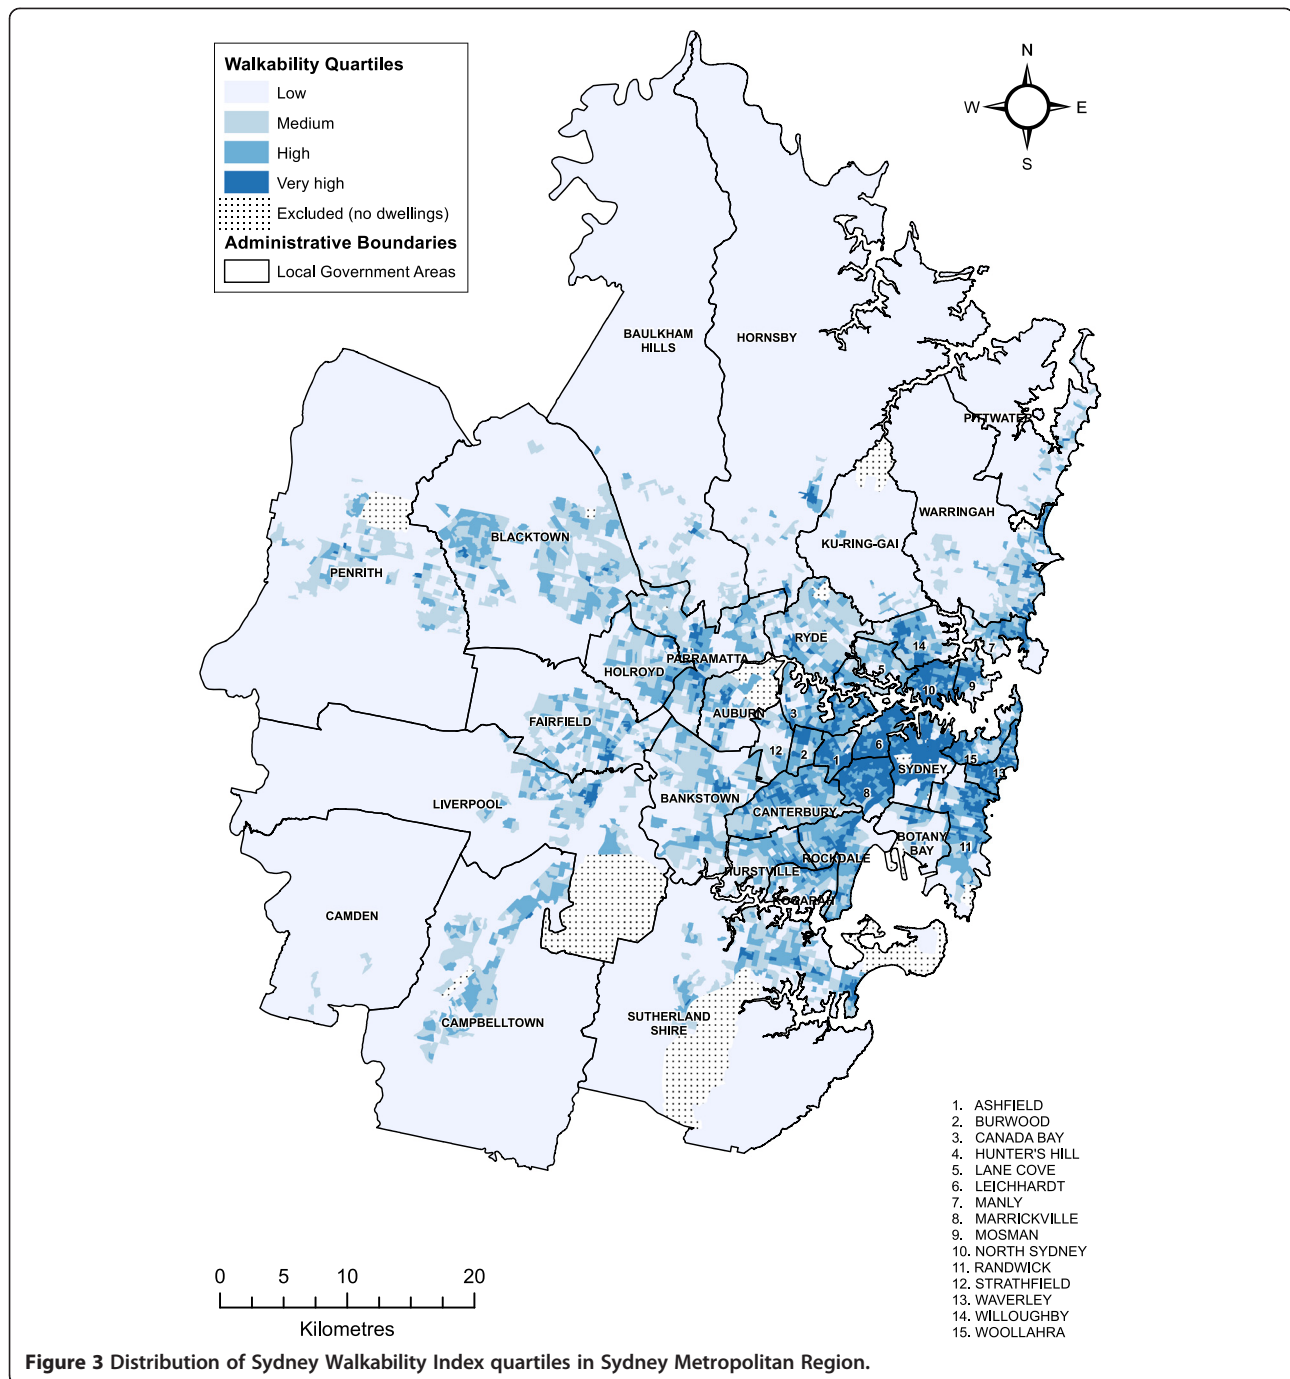 Walkability Quartiles
Low
Medium
High
Very high
Excluded (no dwellings)
Administrative Boundaries
Local Government Areas
N
W
E
S
BAULKHAM
HILLS
HORNSBY
PITTWATER
WARRINGAH
KU-RING-GAI
BLACKTOWN
PENRITH
RYDE
14
7
PARRAMATTA
HOLROYD
5
9
10
3
AUBURN
FAIRFIELD
12
2
1
6
SYDNEY
15
13
8
LIVERPOOL
BANKSTOWN
CANTERBURY
BOTANY
BAY
11
ROCKDALE
HURSTVILLE
KOGARAH
CAMDEN
CAMPBELLTOWN
SUTHERLAND
SHIRE
1. ASHFIELD
2. BURWOOD
3. CANADA BAY
4. HUNTER'S HILL
5. LANE COVE
6. LEICHHARDT
7. MANLY
8. MARRICKVILLE
9. MOSMAN
10. NORTH SYDNEY
11. RANDWICK
12. STRATHFIELD
13. WAVERLEY
14. WILLOUGHBY
15. WOOLLAHRA
0 5 10 20
Kilometres
Figure 3 Distribution of Sydney Walkability Index quartiles in Sydney Metropolitan Region.